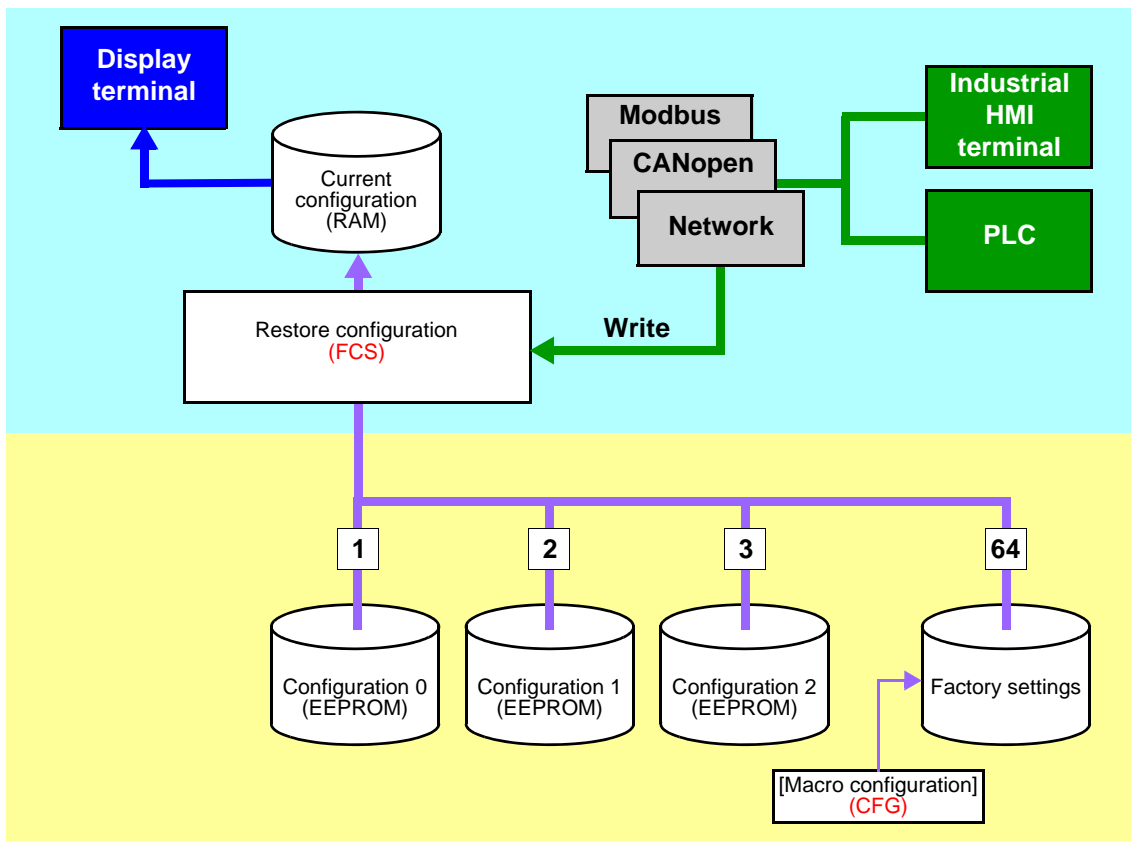 Display
terminal
Current
configuration
(RAM)
Modbus
CANopen
Network
Industrial
HMI
terminal
PLC
Restore configuration
(FCS)
Write
1
2
3
64
Configuration 0
(EEPROM)
Configuration 1
(EEPROM)
Configuration 2
(EEPROM)
Factory settings
[Macro configuration]
(CFG)